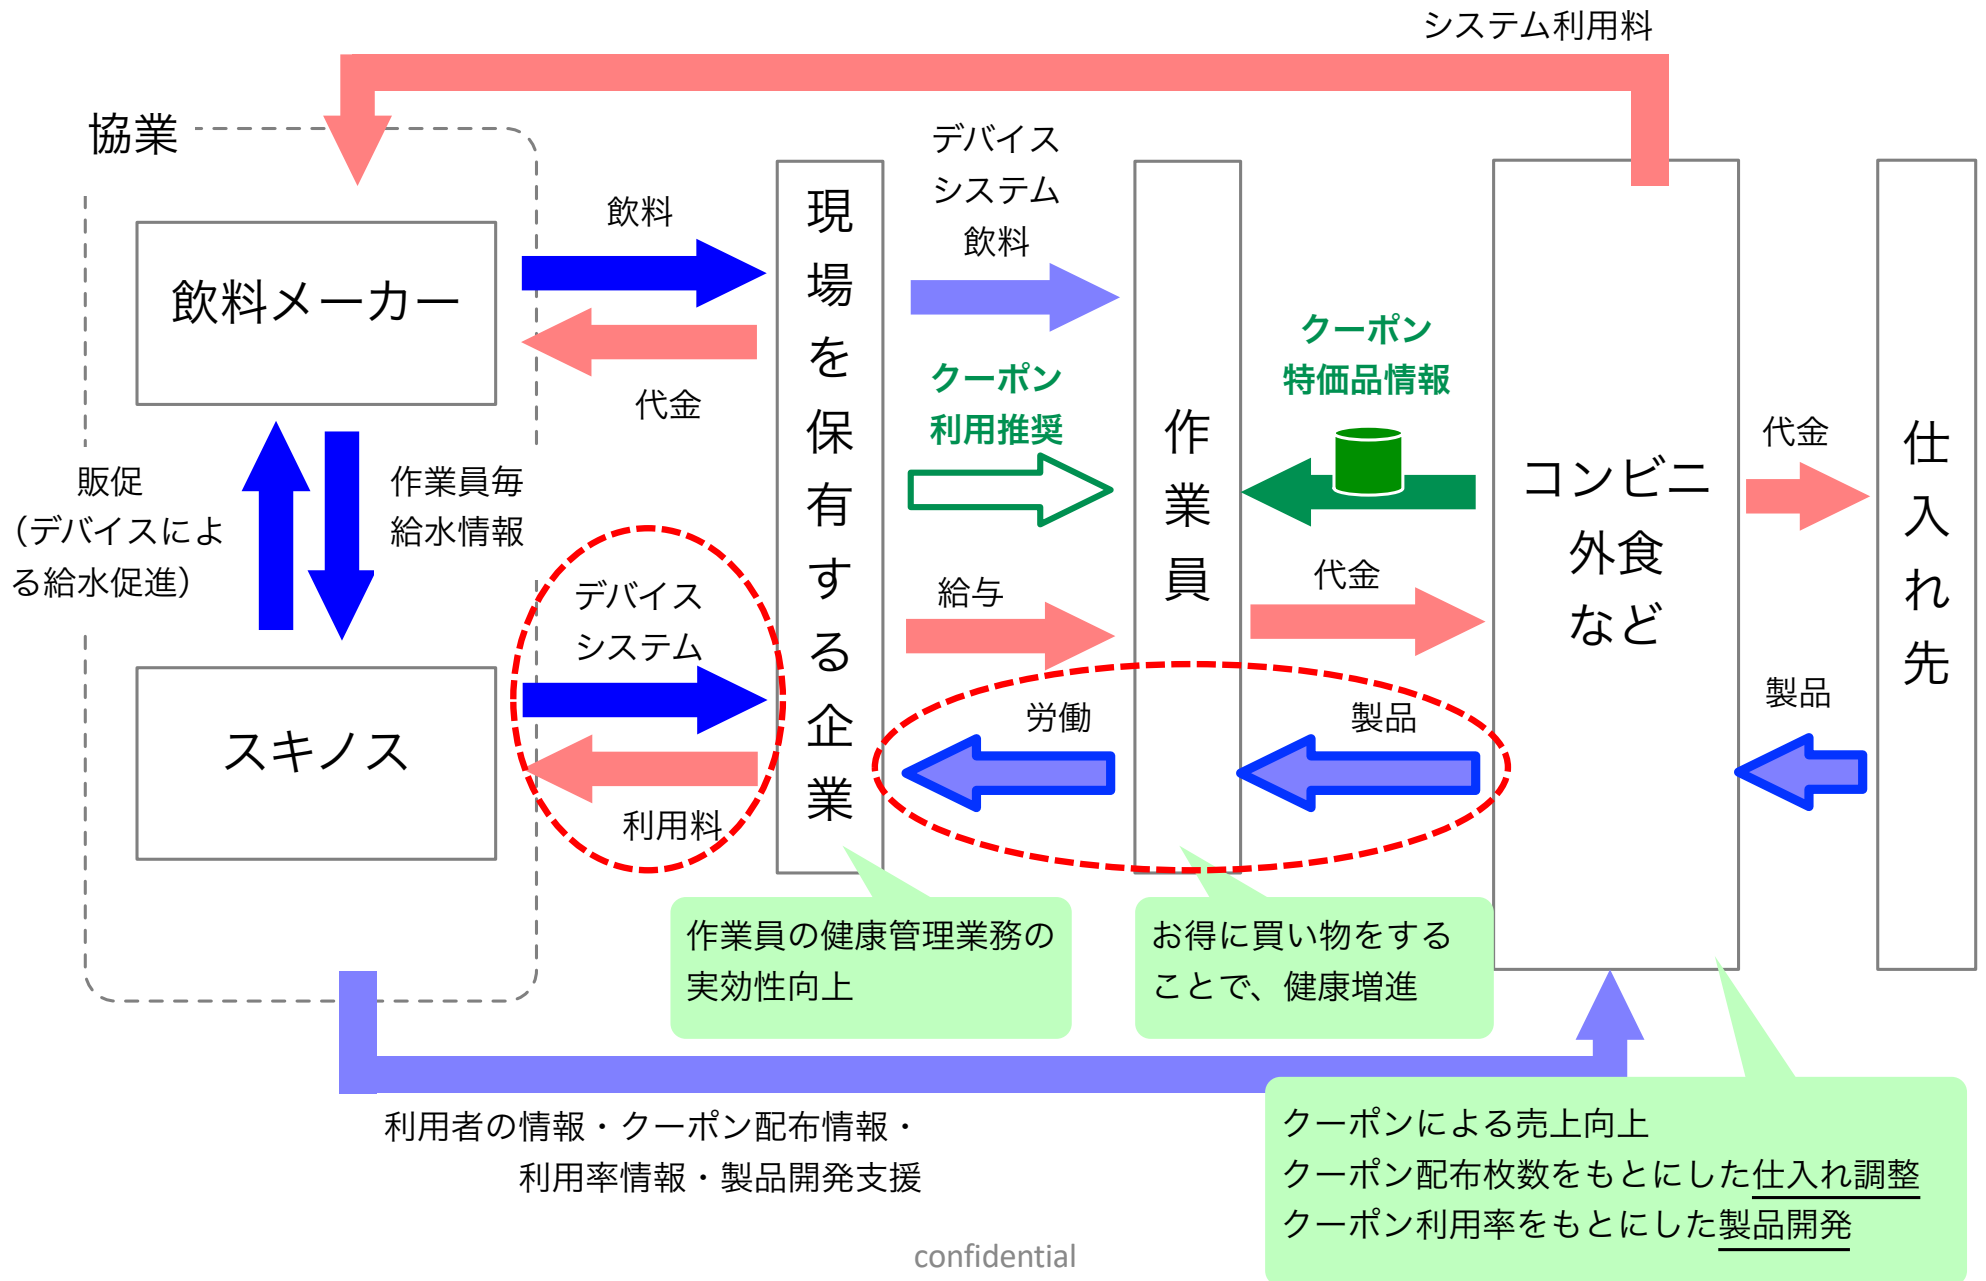 システム利用料
協業
飲料メーカー
販促
（デバイスによ
る給水促進）
作業員毎
給水情報
スキノス
飲料
代金
デバイス
システム
利用料
現場を保有する企業
デバイス
システム
飲料
クーポン
利用推奨
給与
労働
作業員
クーポン
特価品情報
代金
製品
コンビニ
外食
など
代金
製品
仕入れ先
作業員の健康管理業務の
実効性向上
お得に買い物をする
ことで、健康増進
利用者の情報・クーポン配布情報・
利用率情報・製品開発支援
クーポンによる売上向上
クーポン配布枚数をもとにした仕入れ調整
クーポン利用率をもとにした製品開発
confidential